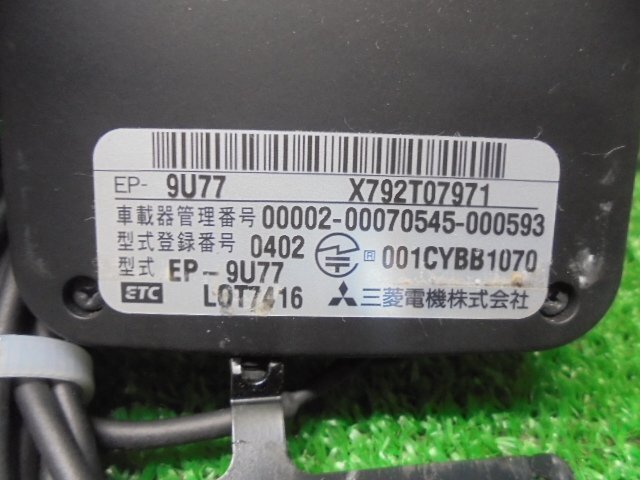 EP- 9U77 X792T07971
車載器管理番号 00002-00070545-000593
型式登録番号 0402 R 001CYBB1070
型式 EP-9U77
ETC LOT7416 三菱電機株式会社